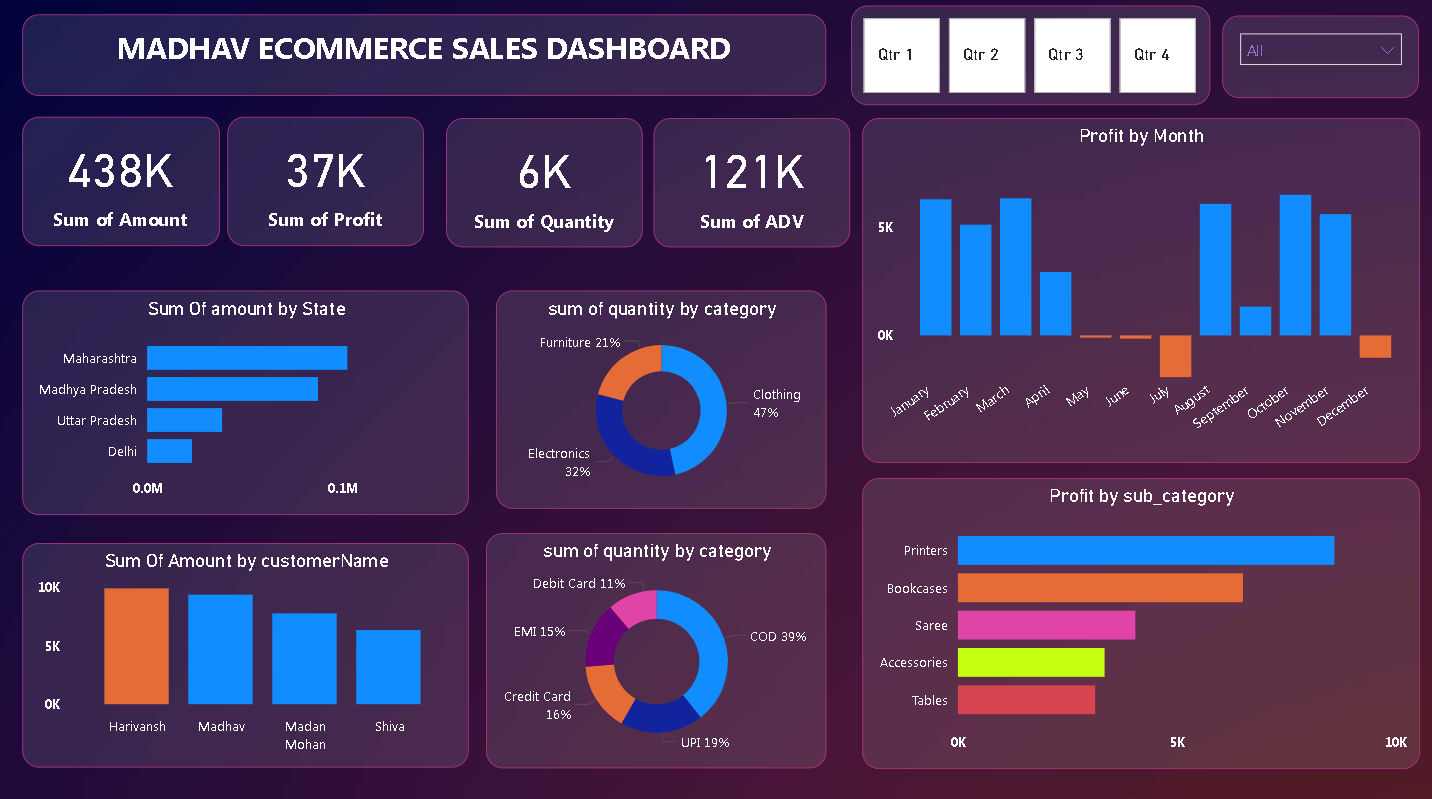 MADHAV ECOMMERCE SALES DASHBOARD
Qtr 1
Qtr 2
Qtr 3
Qtr 4
All
438K
Sum of Amount
37K
Sum of Profit
6K
Sum of Quantity
121K
Sum of ADV
Profit by Month
5K
0K
January
February
March
April
May
June
July
August
September
October
November
December
Sum Of amount by State
Maharashtra
Madhya Pradesh
Uttar Pradesh
Delhi
0.0M
0.1M
sum of quantity by category
Furniture 21%
Clothing
47%
Electronics
32%
Profit by sub_category
Printers
Bookcases
Saree
Accessories
Tables
0K
5K
10K
Sum Of Amount by customerName
10K
5K
0K
Harivansh
Madhav
Madan
Mohan
Shiva
sum of quantity by category
Debit Card 11%
EMI 15%
COD 39%
Credit Card
16%
UPI 19%